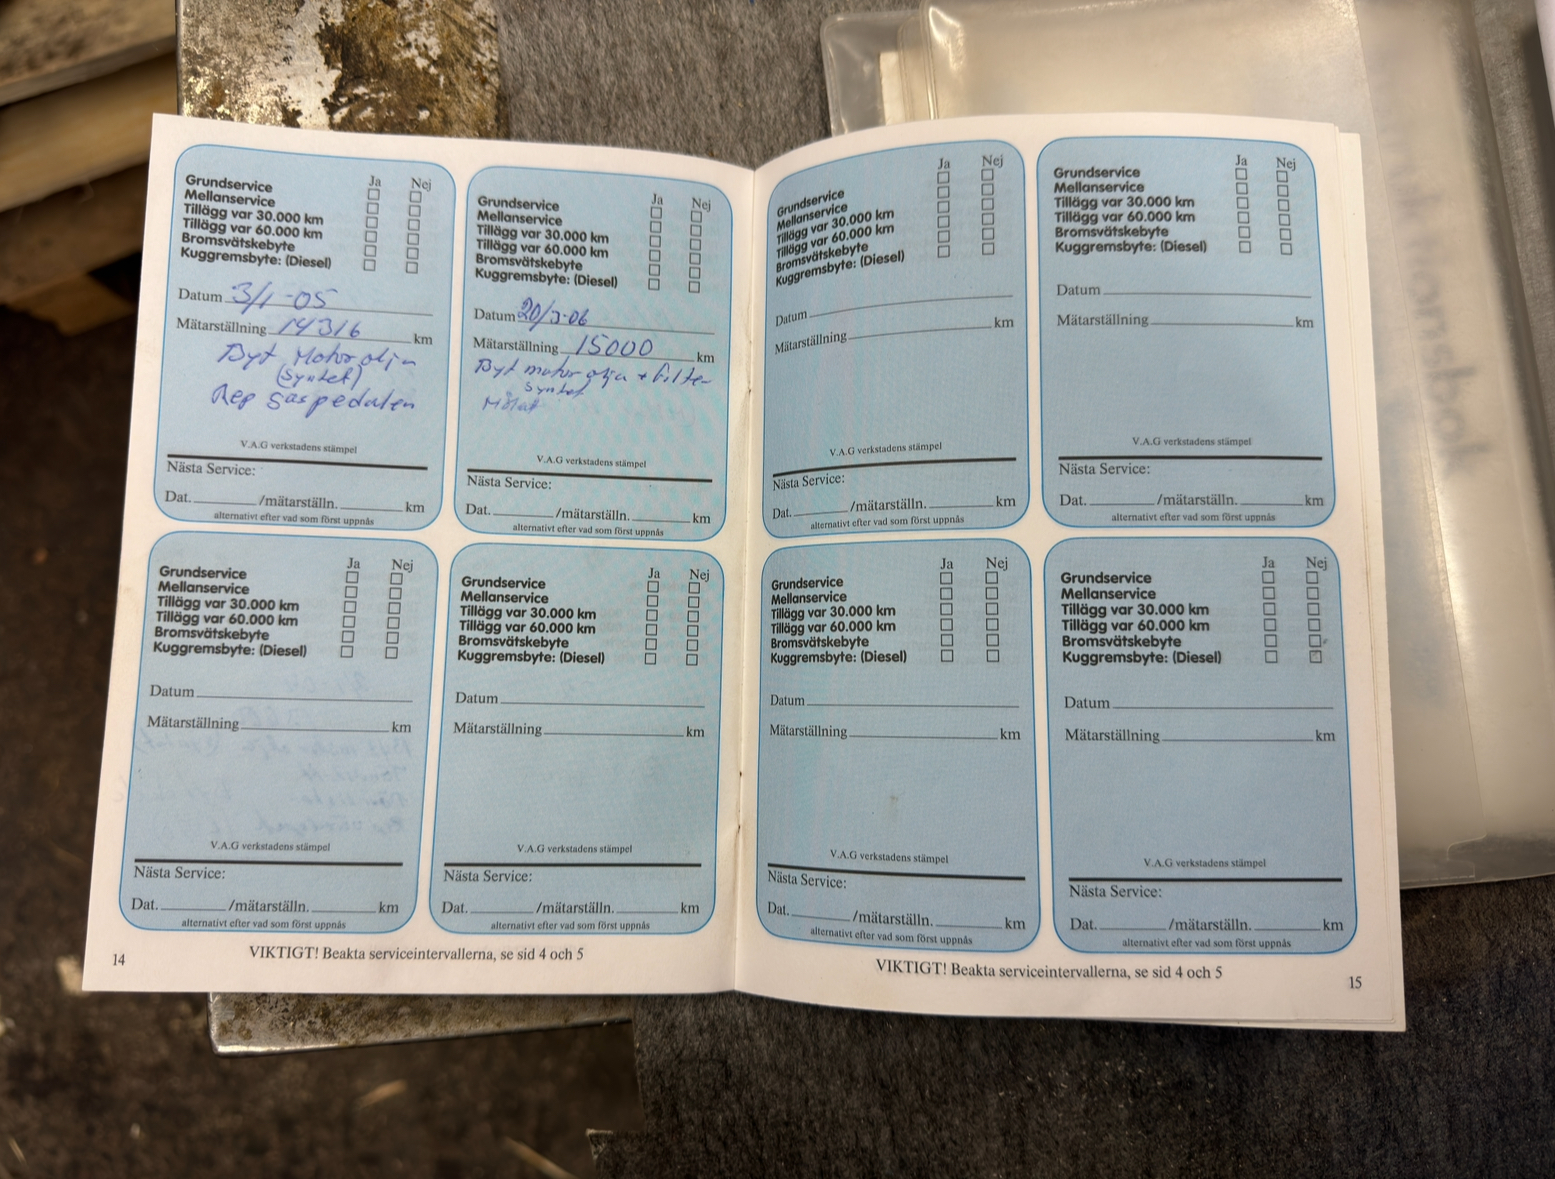 Ja Nej
Grundservice
Mellanservice
Tillägg var 30.000 km
Tillägg var 60.000 km
Bromsvätskebyte
Kuggremsbyte: (Diesel)
Datum 3/1-05
Mätarställning 14316 km
Byt Motor olja
(syntet)
Rep gaspedalen
V.A.G verkstadens stämpel
Nästa Service:
Dat. /mätarställn. km
alternativt efter vad som först uppnås
Ja Nej
Grundservice
Mellanservice
Tillägg var 30.000 km
Tillägg var 60.000 km
Bromsvätskebyte
Kuggremsbyte: (Diesel)
Datum 20/3-06
Mätarställning 15000 km
Byt motor olja + Filter
syntet
V.A.G verkstadens stämpel
Nästa Service:
Dat. /mätarställn. km
alternativt efter vad som först uppnås
Ja Nej
Grundservice
Mellanservice
Tillägg var 30.000 km
Tillägg var 60.000 km
Bromsvätskebyte
Kuggremsbyte: (Diesel)
Datum
Mätarställning km
V.A.G verkstadens stämpel
Nästa Service:
Dat. /mätarställn. km
alternativt efter vad som först uppnås
Ja Nej
Grundservice
Mellanservice
Tillägg var 30.000 km
Tillägg var 60.000 km
Bromsvätskebyte
Kuggremsbyte: (Diesel)
Datum
Mätarställning km
V.A.G verkstadens stämpel
Nästa Service:
Dat. /mätarställn. km
alternativt efter vad som först uppnås
VIKTIGT! Beakta serviceintervallerna, se sid 4 och 5
14
Ja Nej
Grundservice
Mellanservice
Tillägg var 30.000 km
Tillägg var 60.000 km
Bromsvätskebyte
Kuggremsbyte: (Diesel)
Datum
Mätarställning km
V.A.G verkstadens stämpel
Nästa Service:
Dat. /mätarställn. km
alternativt efter vad som först uppnås
Ja Nej
Grundservice
Mellanservice
Tillägg var 30.000 km
Tillägg var 60.000 km
Bromsvätskebyte
Kuggremsbyte: (Diesel)
Datum
Mätarställning km
V.A.G verkstadens stämpel
Nästa Service:
Dat. /mätarställn. km
alternativt efter vad som först uppnås
Ja Nej
Grundservice
Mellanservice
Tillägg var 30.000 km
Tillägg var 60.000 km
Bromsvätskebyte
Kuggremsbyte: (Diesel)
Datum
Mätarställning km
V.A.G verkstadens stämpel
Nästa Service:
Dat. /mätarställn. km
alternativt efter vad som först uppnås
Ja Nej
Grundservice
Mellanservice
Tillägg var 30.000 km
Tillägg var 60.000 km
Bromsvätskebyte
Kuggremsbyte: (Diesel)
Datum
Mätarställning km
V.A.G verkstadens stämpel
Nästa Service:
Dat. /mätarställn. km
alternativt efter vad som först uppnås
VIKTIGT! Beakta serviceintervallerna, se sid 4 och 5
15